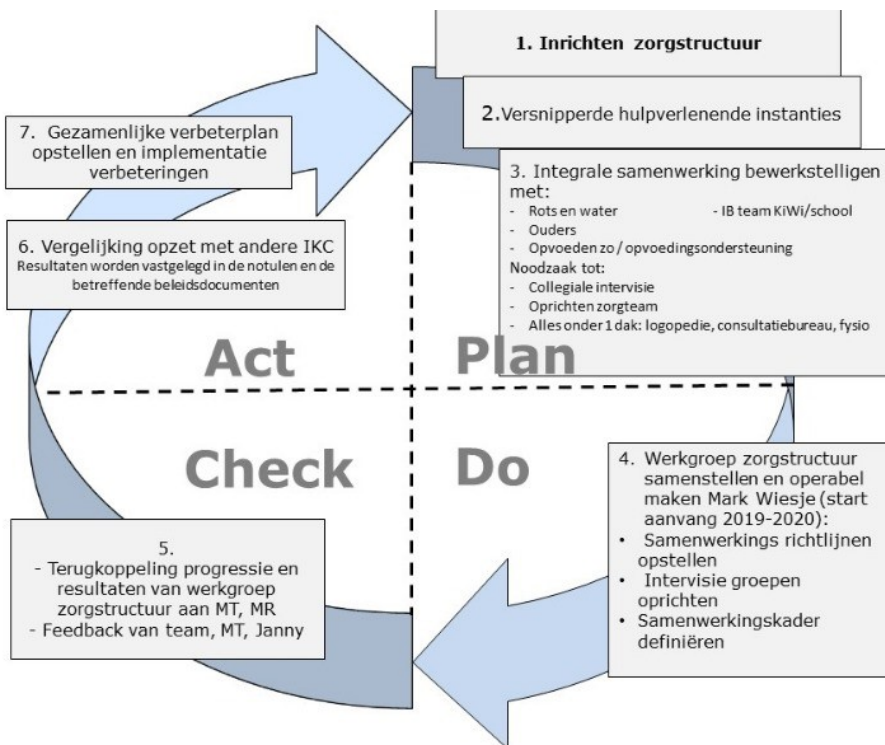 1. Inrichten zorgstructuur
2.Versnipperde hulpverlenende instanties
3. Integrale samenwerking bewerkstelligen
met:
- Rots en water - IB team KiWi/school
- Ouders
- Opvoeden zo / opvoedingsondersteuning
Noodzaak tot:
- Collegiale intervisie
- Oprichten zorgteam
- Alles onder 1 dak: logopedie, consultatiebureau, fysio
Plan
Do
4. Werkgroep zorgstructuur
samenstellen en operabel
maken Mark Wiesje (start
aanvang 2019-2020):
• Samenwerkings richtlijnen
opstellen
• Intervisie groepen
oprichten
• Samenwerkingskader
definiëren
Check
5.
- Terugkoppeling progressie en
resultaten van werkgroep
zorgstructuur aan MT, MR
- Feedback van team, MT, Janny
Act
6. Vergelijking opzet met andere IKC
Resultaten worden vastgelegd in de notulen en de
betreffende beleidsdocumenten
7. Gezamenlijke verbeterplan
opstellen en implementatie
verbeteringen